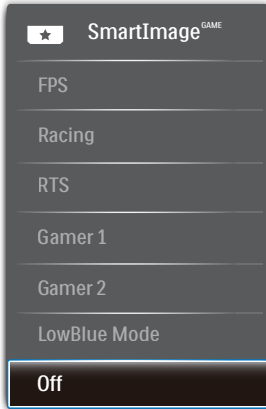 SmartImage GAME
FPS
Racing
RTS
Gamer 1
Gamer 2
LowBlue Mode
Off